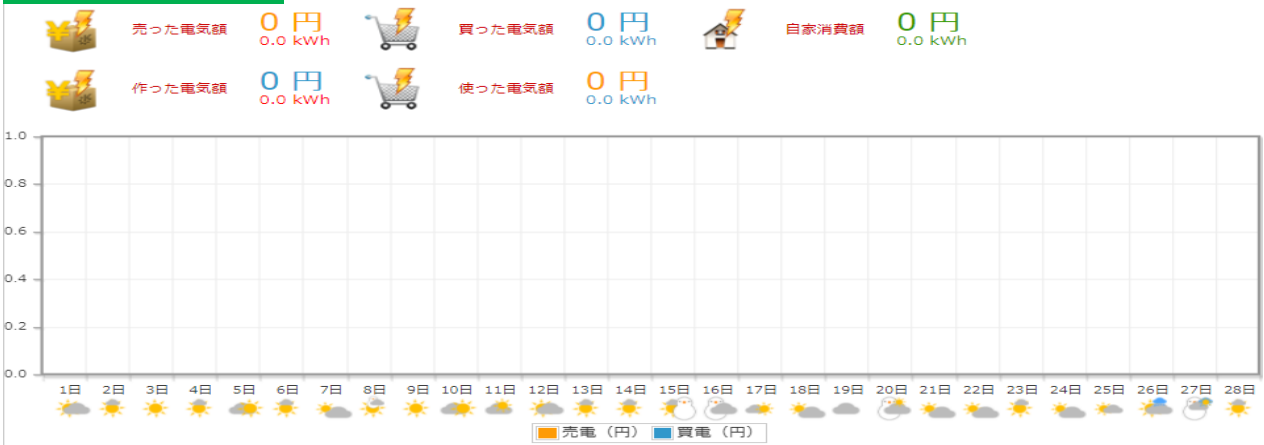 売った電気額 0 円 買った電気額 0 円 自家消費額 0 円
0.0 kWh 0.0 kWh 0.0 kWh
作った電気額 0 円 使った電気額 0 円
0.0 kWh 0.0 kWh
1.0
0.8
0.6
0.4
0.2
0.0
1日 2日 3日 4日 5日 6日 7日 8日 9日 10日 11日 12日 13日 14日 15日 16日 17日 18日 19日 20日 21日 22日 23日 24日 25日 26日 27日 28日
売電（円） 買電（円）